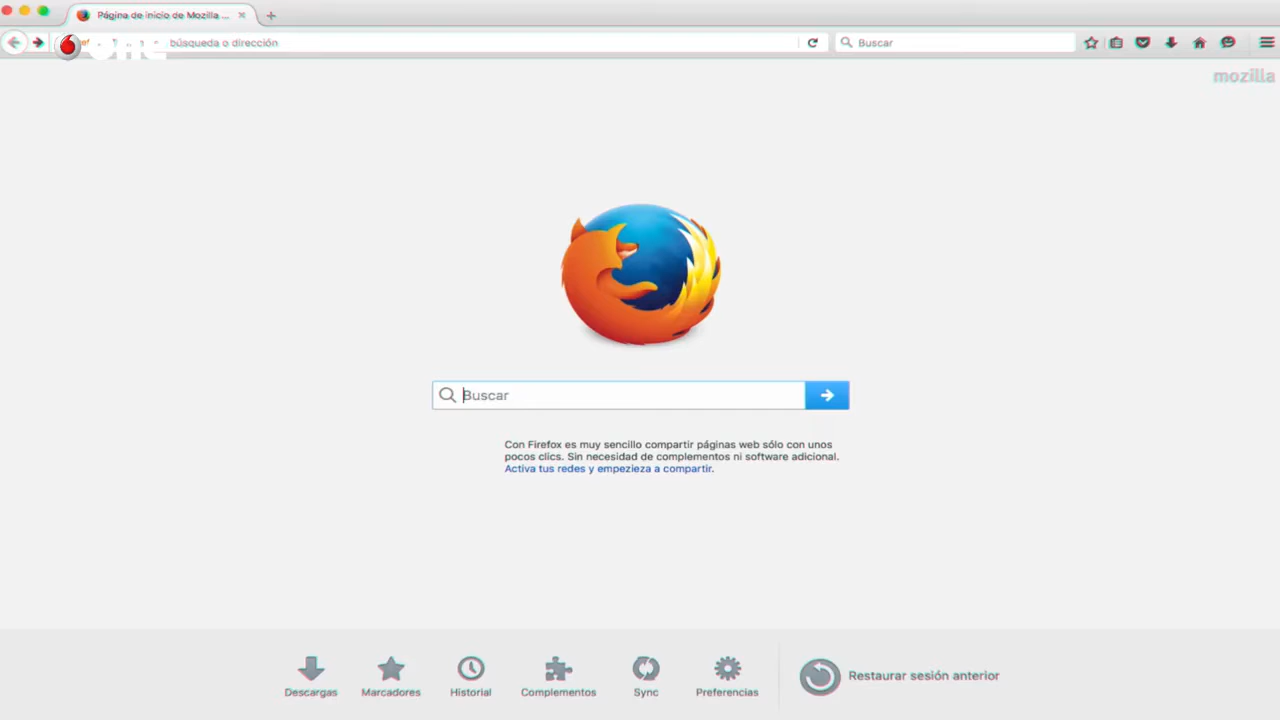 Página de inicio de Mozilla ...
one
búsqueda o dirección
Buscar
mozilla
Buscar
Con Firefox es muy sencillo compartir páginas web sólo con unos
pocos clics. Sin necesidad de complementos ni software adicional.
Activa tus redes y empezieza a compartir.
Descargas
Marcadores
Historial
Complementos
Sync
Preferencias
Restaurar sesión anterior